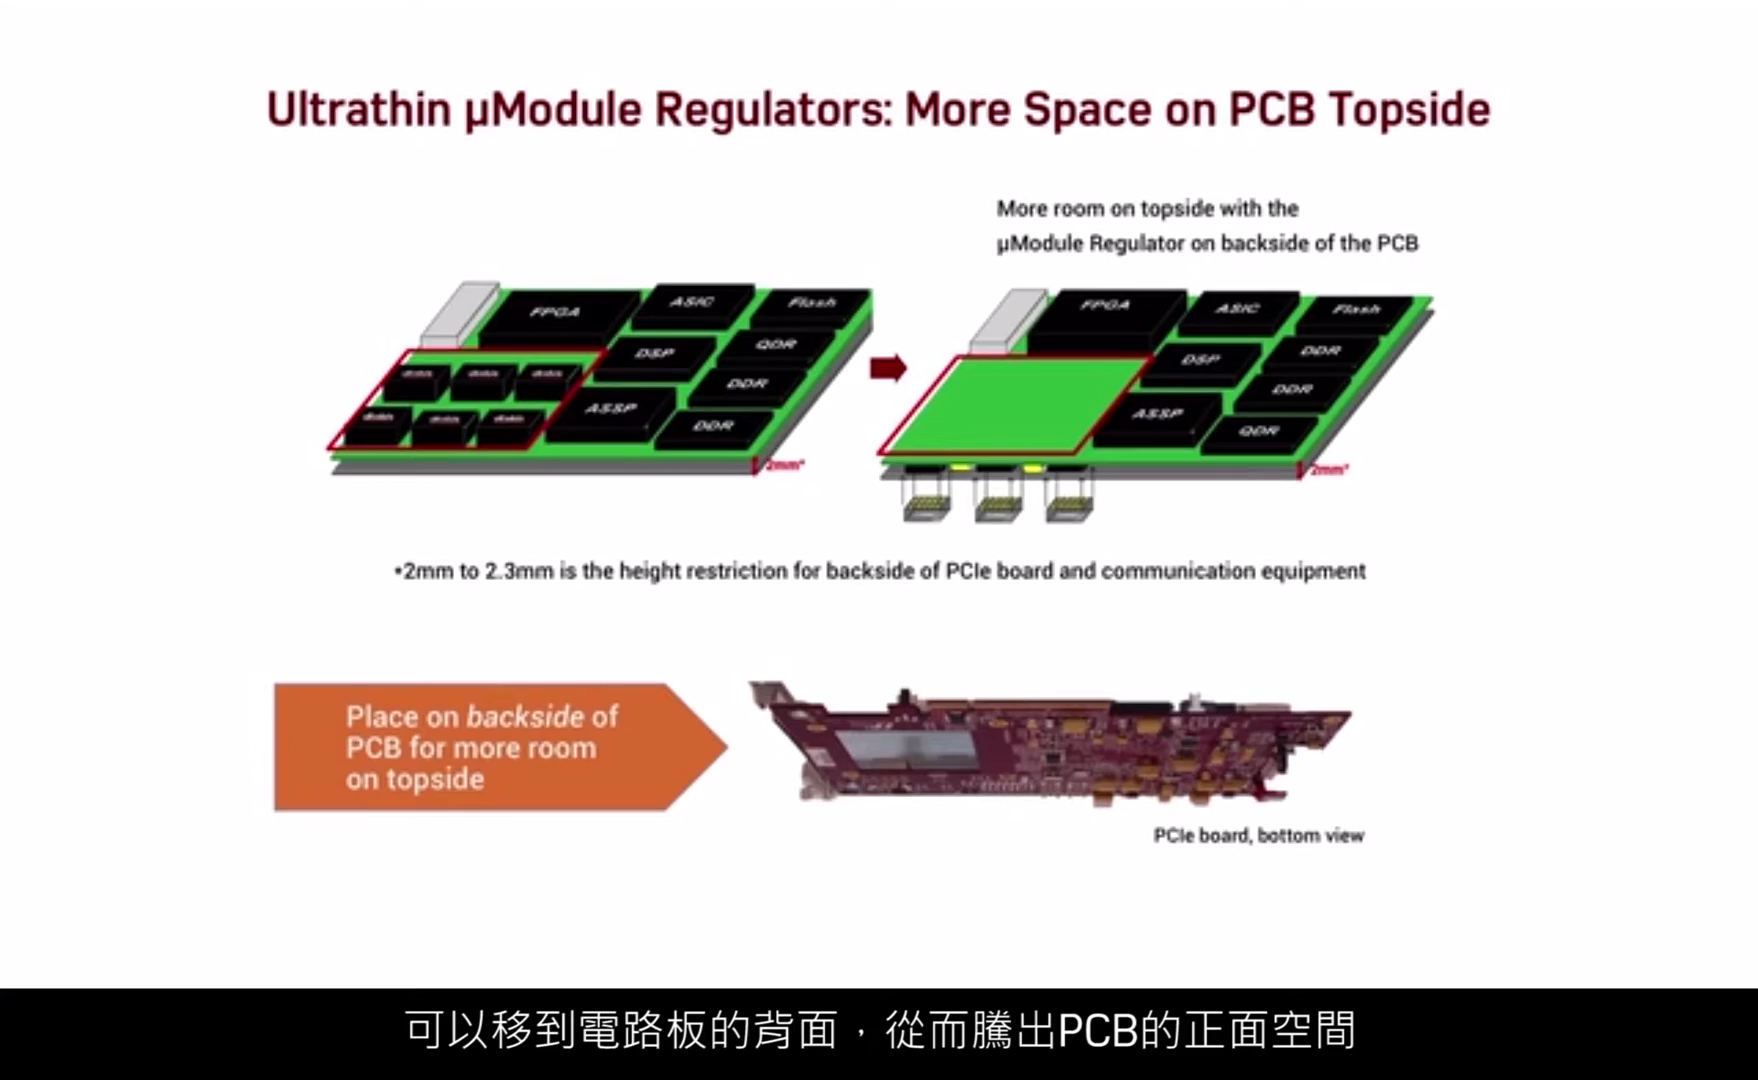 Ultrathin µModule Regulators: More Space on PCB Topside
More room on topside with the
µModule Regulator on backside of the PCB
FPGA
ASIC
Flash
DSP
QDR
DDR
ASSP
DDR
2mm*
FPGA
ASIC
Flash
DSP
DDR
DDR
ASSP
QDR
2mm*
*2mm to 2.3mm is the height restriction for backside of PCIe board and communication equipment
Place on backside of
PCB for more room
on topside
PCIe board, bottom view
可以移到電路板的背面，從而騰出PCB的正面空間